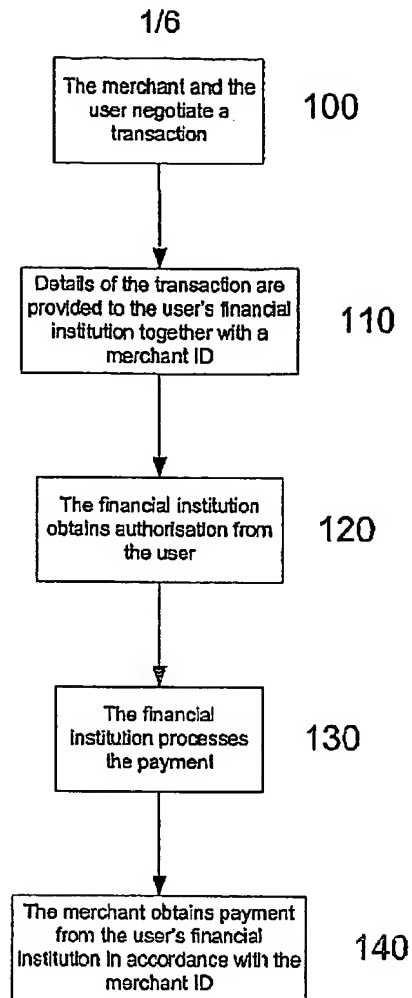 1/6
The merchant and the
user negotiate a
transaction
100
Details of the transaction are
provided to the user's financial
institution together with a
merchant ID
110
The financial institution
obtains authorisation from
the user
120
The financial
institution processes
the payment
130
The merchant obtains payment
from the user's financial
institution in accordance with the
merchant ID
140